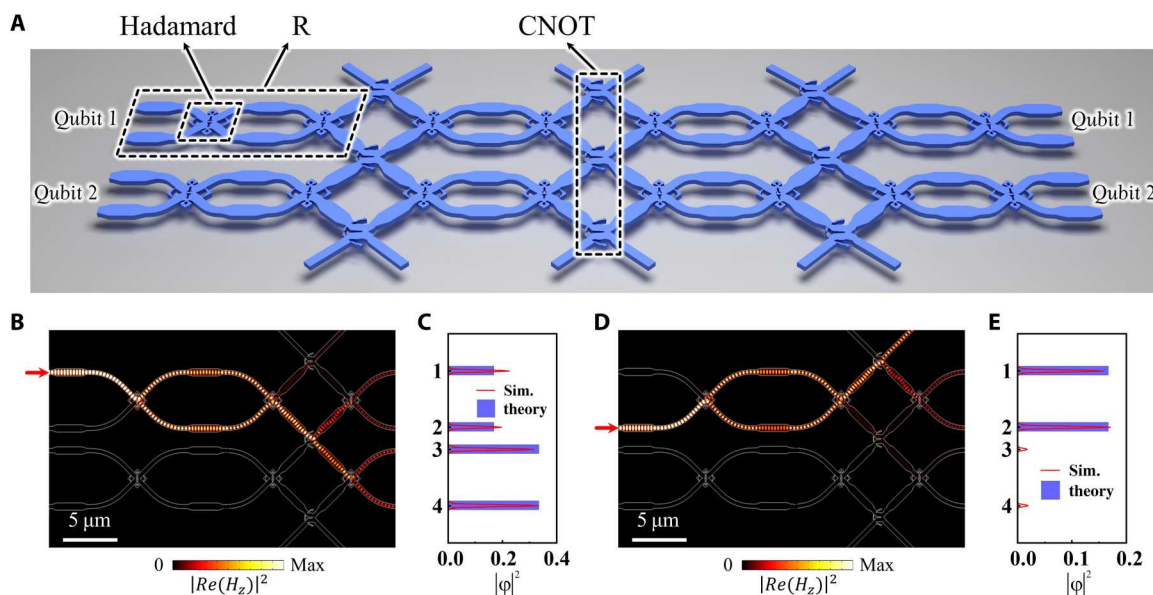 A
Hadamard
R
CNOT
Qubit 1
Qubit 2
Qubit 1
Qubit 2
B
5 μm
0
Max
|Re(H_z)|²
C
1
2
3
4
Sim.
theory
0.0
0.2
0.4
|φ|²
D
5 μm
0
Max
|Re(H_z)|²
E
1
2
3
4
Sim.
theory
0.0
0.1
0.2
|φ|²